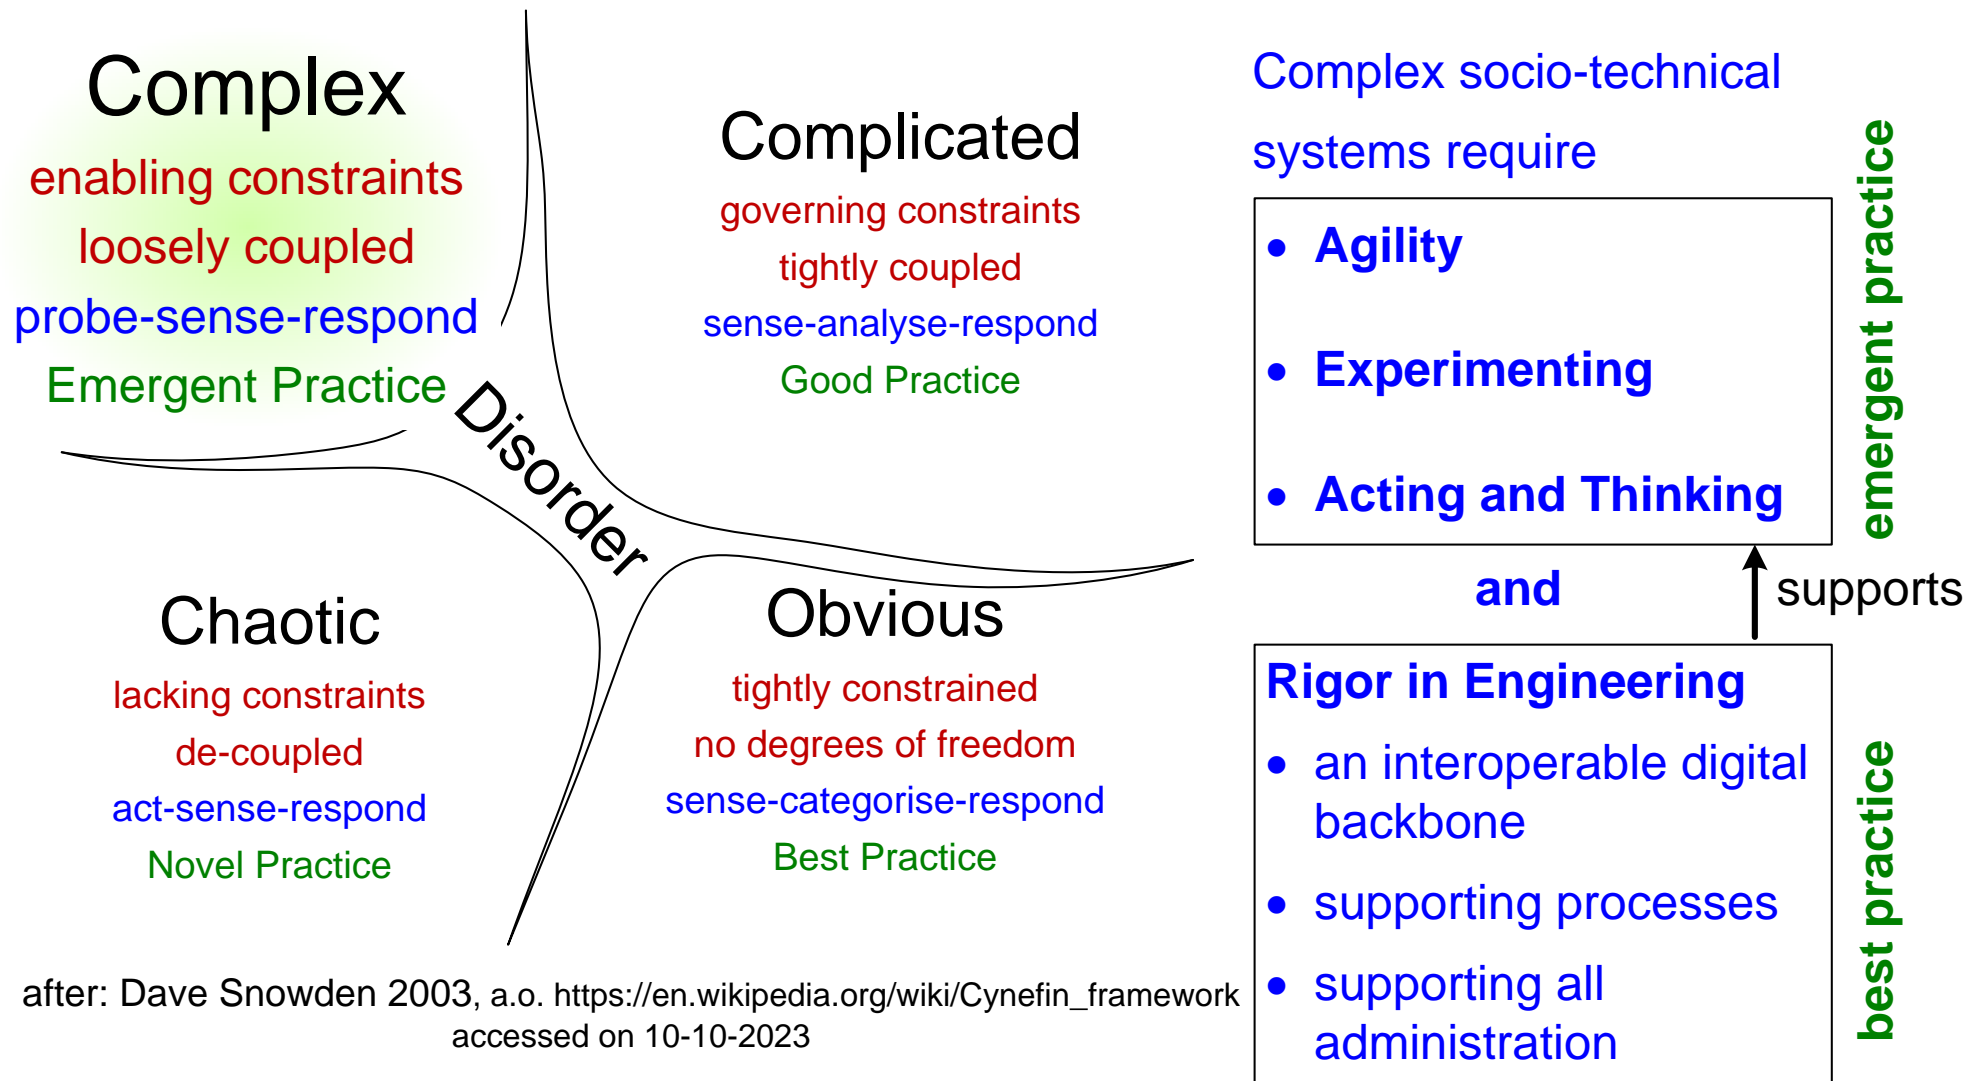 Complex
enabling constraints
loosely coupled
probe-sense-respond
Emergent Practice
Complicated
governing constraints
tightly coupled
sense-analyse-respond
Good Practice
Disorder
Chaotic
lacking constraints
de-coupled
act-sense-respond
Novel Practice
Obvious
tightly constrained
no degrees of freedom
sense-categorise-respond
Best Practice
after: Dave Snowden 2003, a.o. https://en.wikipedia.org/wiki/Cynefin_framework
accessed on 10-10-2023
Complex socio-technical
systems require
• Agility
• Experimenting
• Acting and Thinking
emergent practice
and
supports
Rigor in Engineering
• an interoperable digital
backbone
• supporting processes
• supporting all
administration
best practice